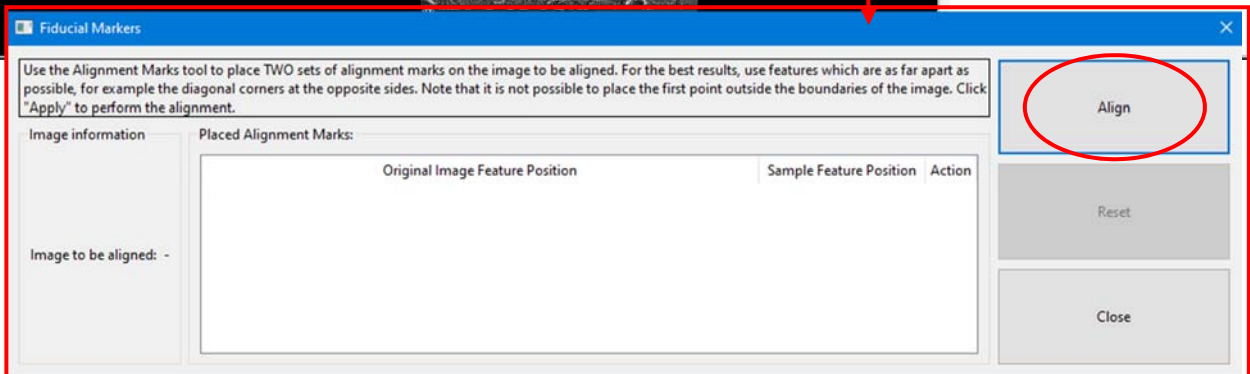 Fiducial Markers
Use the Alignment Marks tool to place TWO sets of alignment marks on the image to be aligned. For the best results, use features which are as far apart as
possible, for example the diagonal corners at the opposite sides. Note that it is not possible to place the first point outside the boundaries of the image. Click
"Apply" to perform the alignment.
Align
Image information
Placed Alignment Marks:
Original Image Feature Position Sample Feature Position Action
Reset
Image to be aligned: -
Close